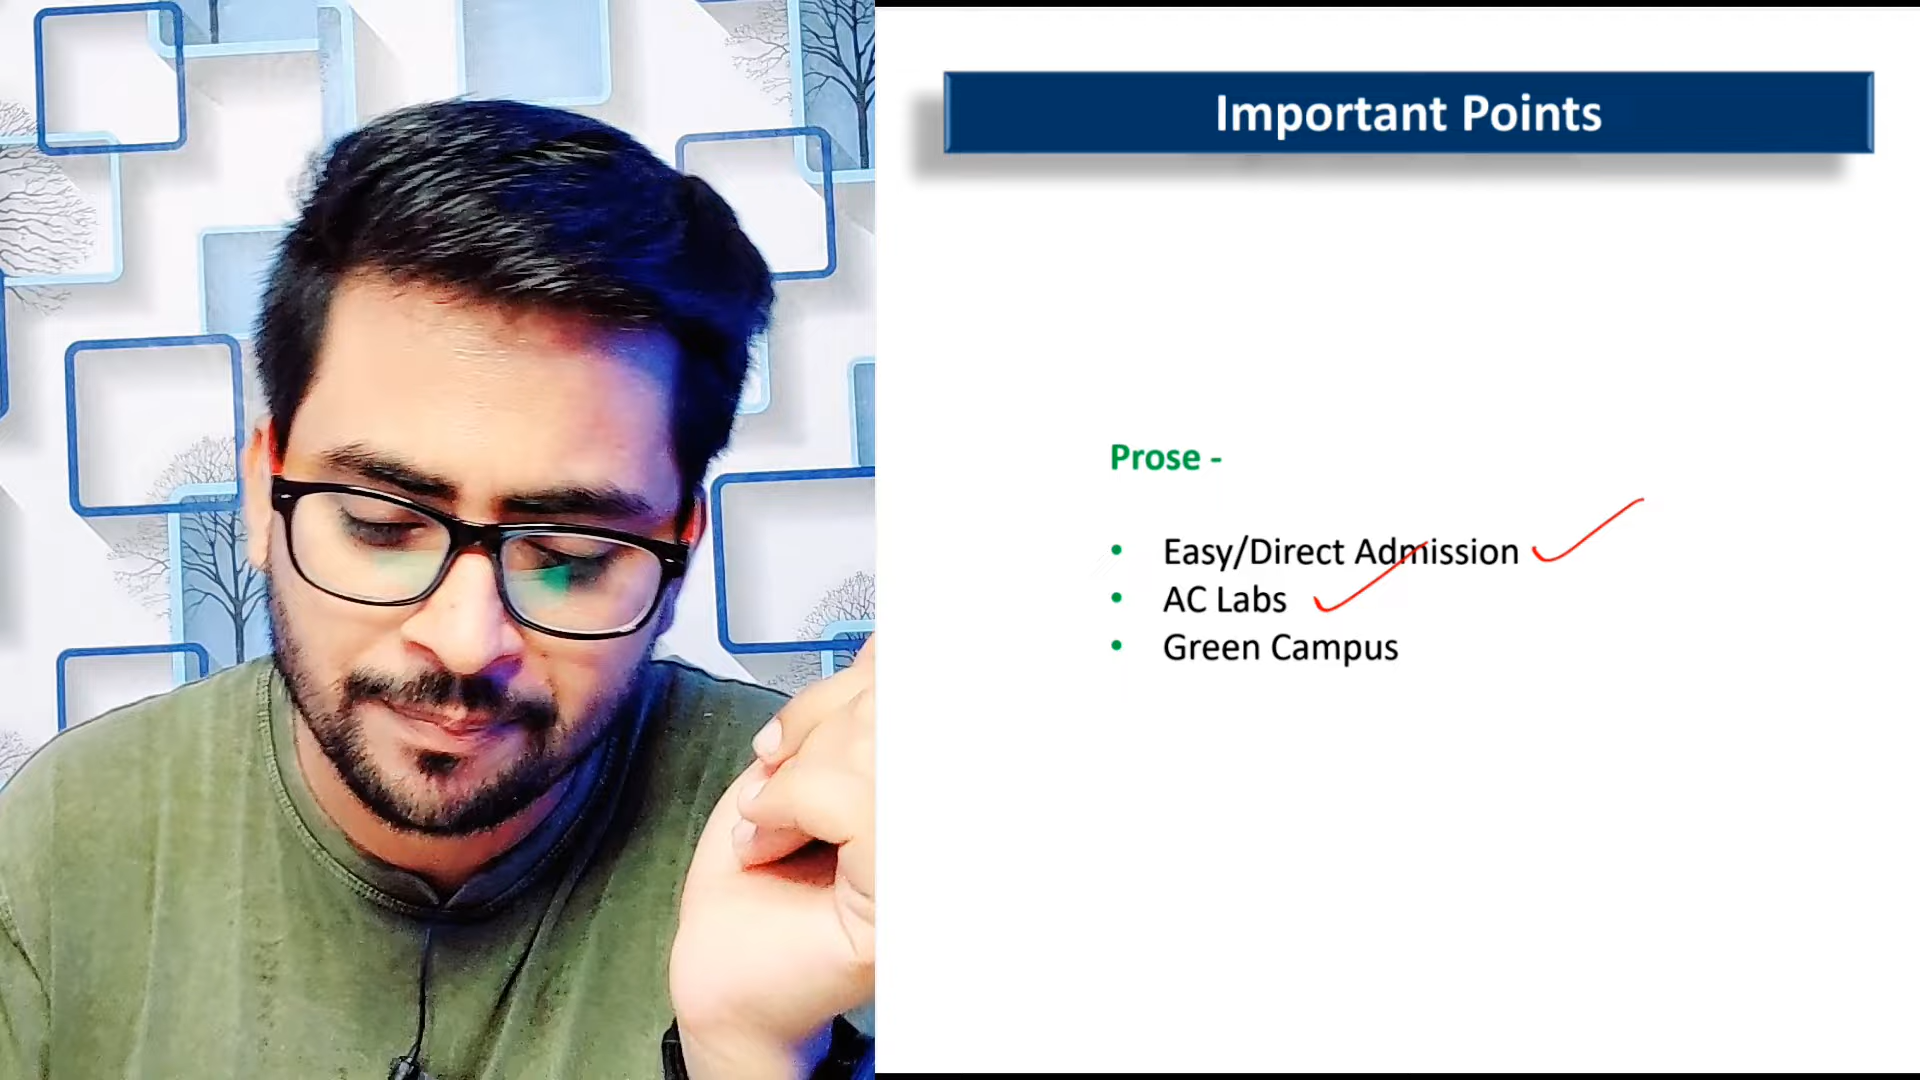 Important Points
Prose -
• Easy/Direct Admission
• AC Labs
• Green Campus